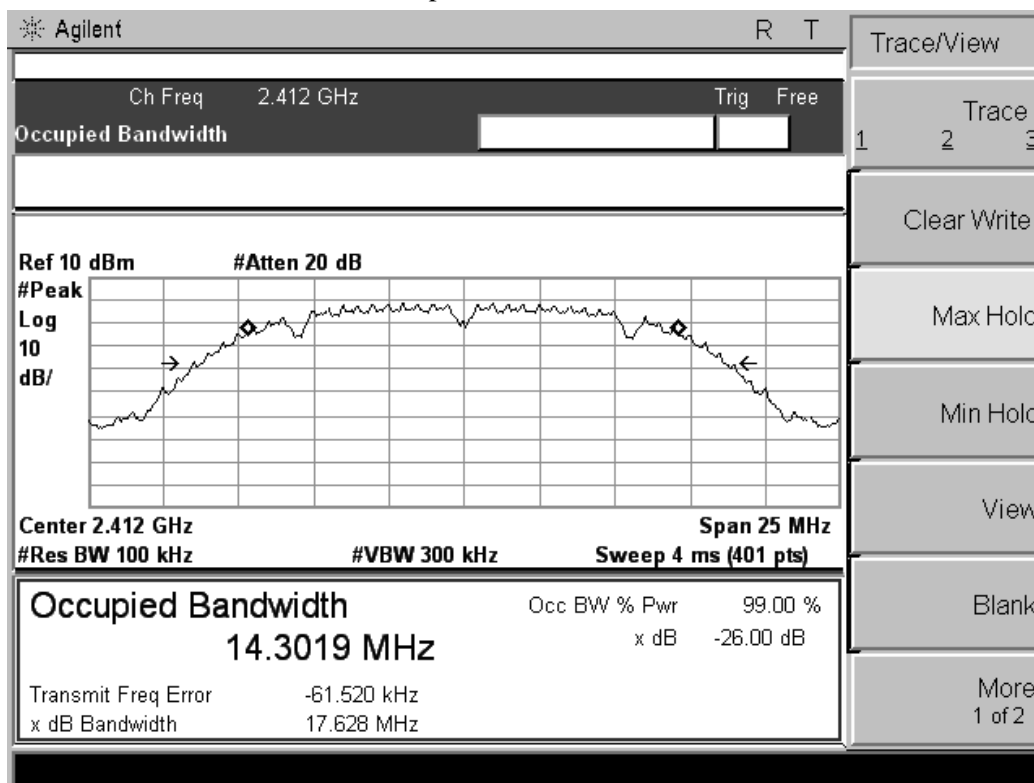 Agilent R T
Trace/View
Ch Freq 2.412 GHz Trig Free
Occupied Bandwidth
Trace
1 2 3
Clear Write
Max Hold
Min Hold
View
Blank
More
1 of 2
Ref 10 dBm #Atten 20 dB
#Peak
Log
10
dB/
Center 2.412 GHz Span 25 MHz
#Res BW 100 kHz #VBW 300 kHz Sweep 4 ms (401 pts)
Occupied Bandwidth Occ BW % Pwr 99.00 %
14.3019 MHz x dB -26.00 dB
Transmit Freq Error -61.520 kHz
x dB Bandwidth 17.628 MHz